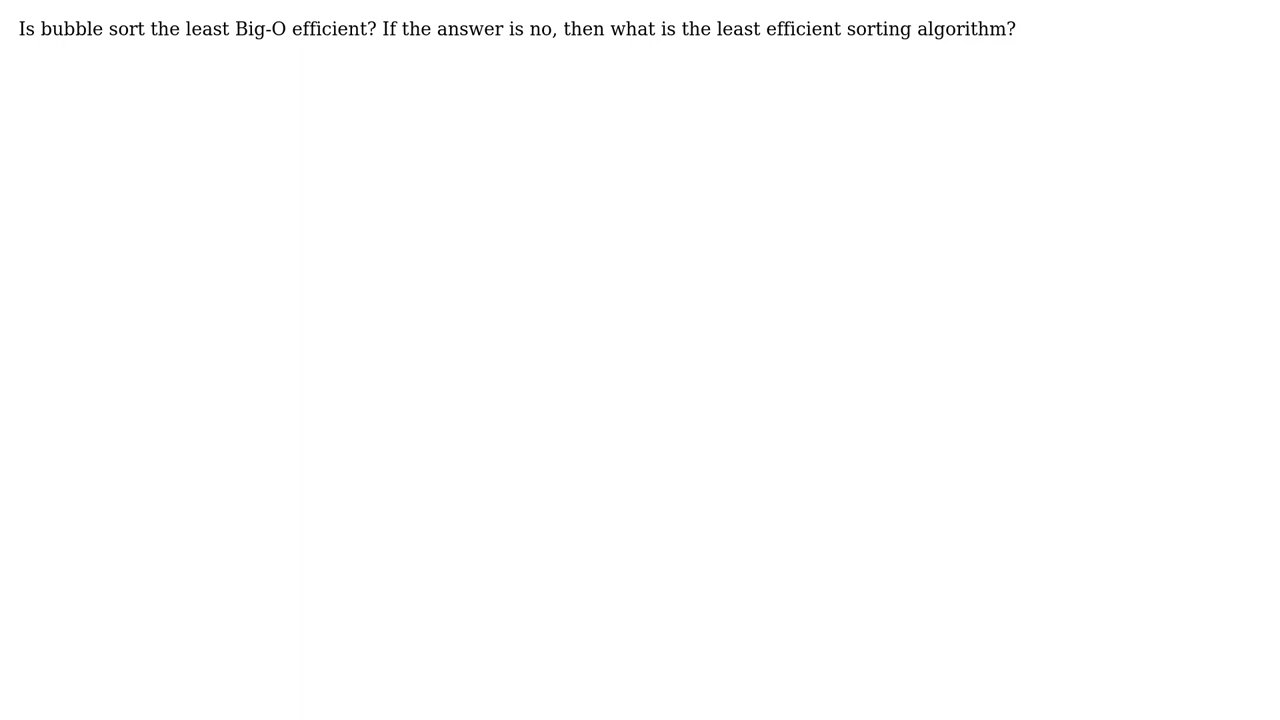 Is bubble sort the least Big-O efficient? If the answer is no, then what is the least efficient sorting algorithm?